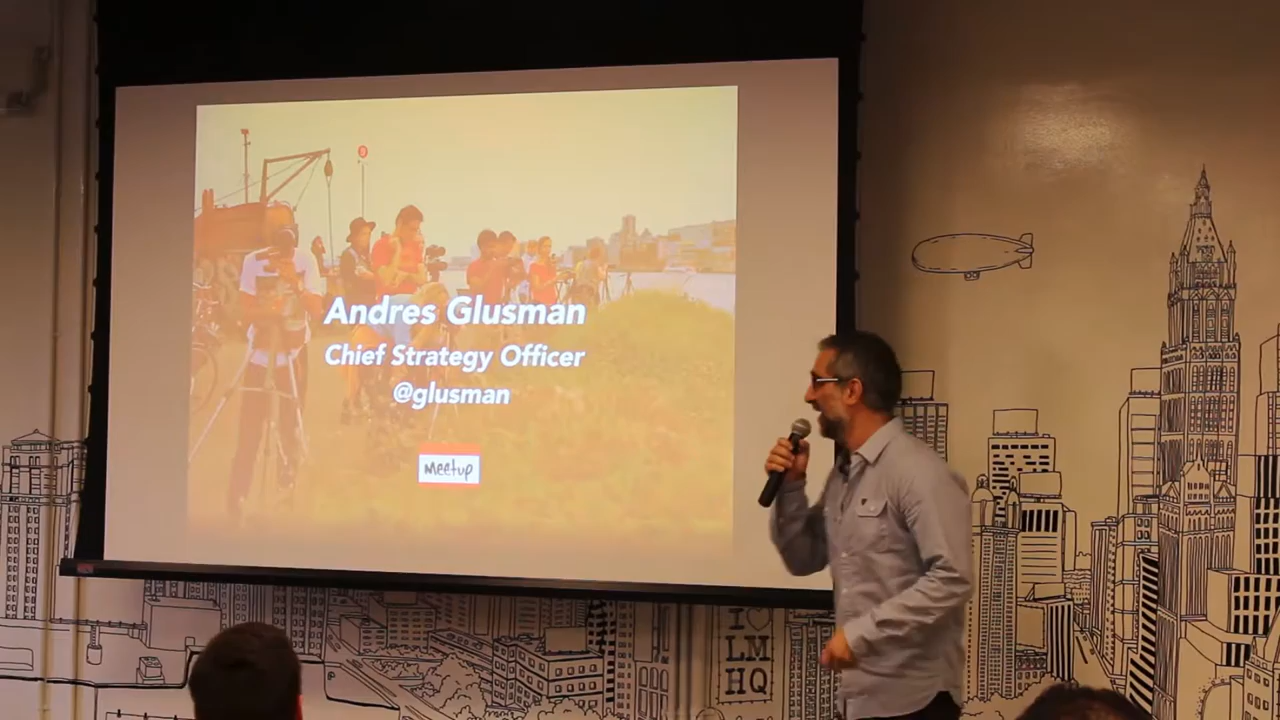 Andres Glusman
Chief Strategy Officer
@glusman
meetup
I ♡
LM
HQ